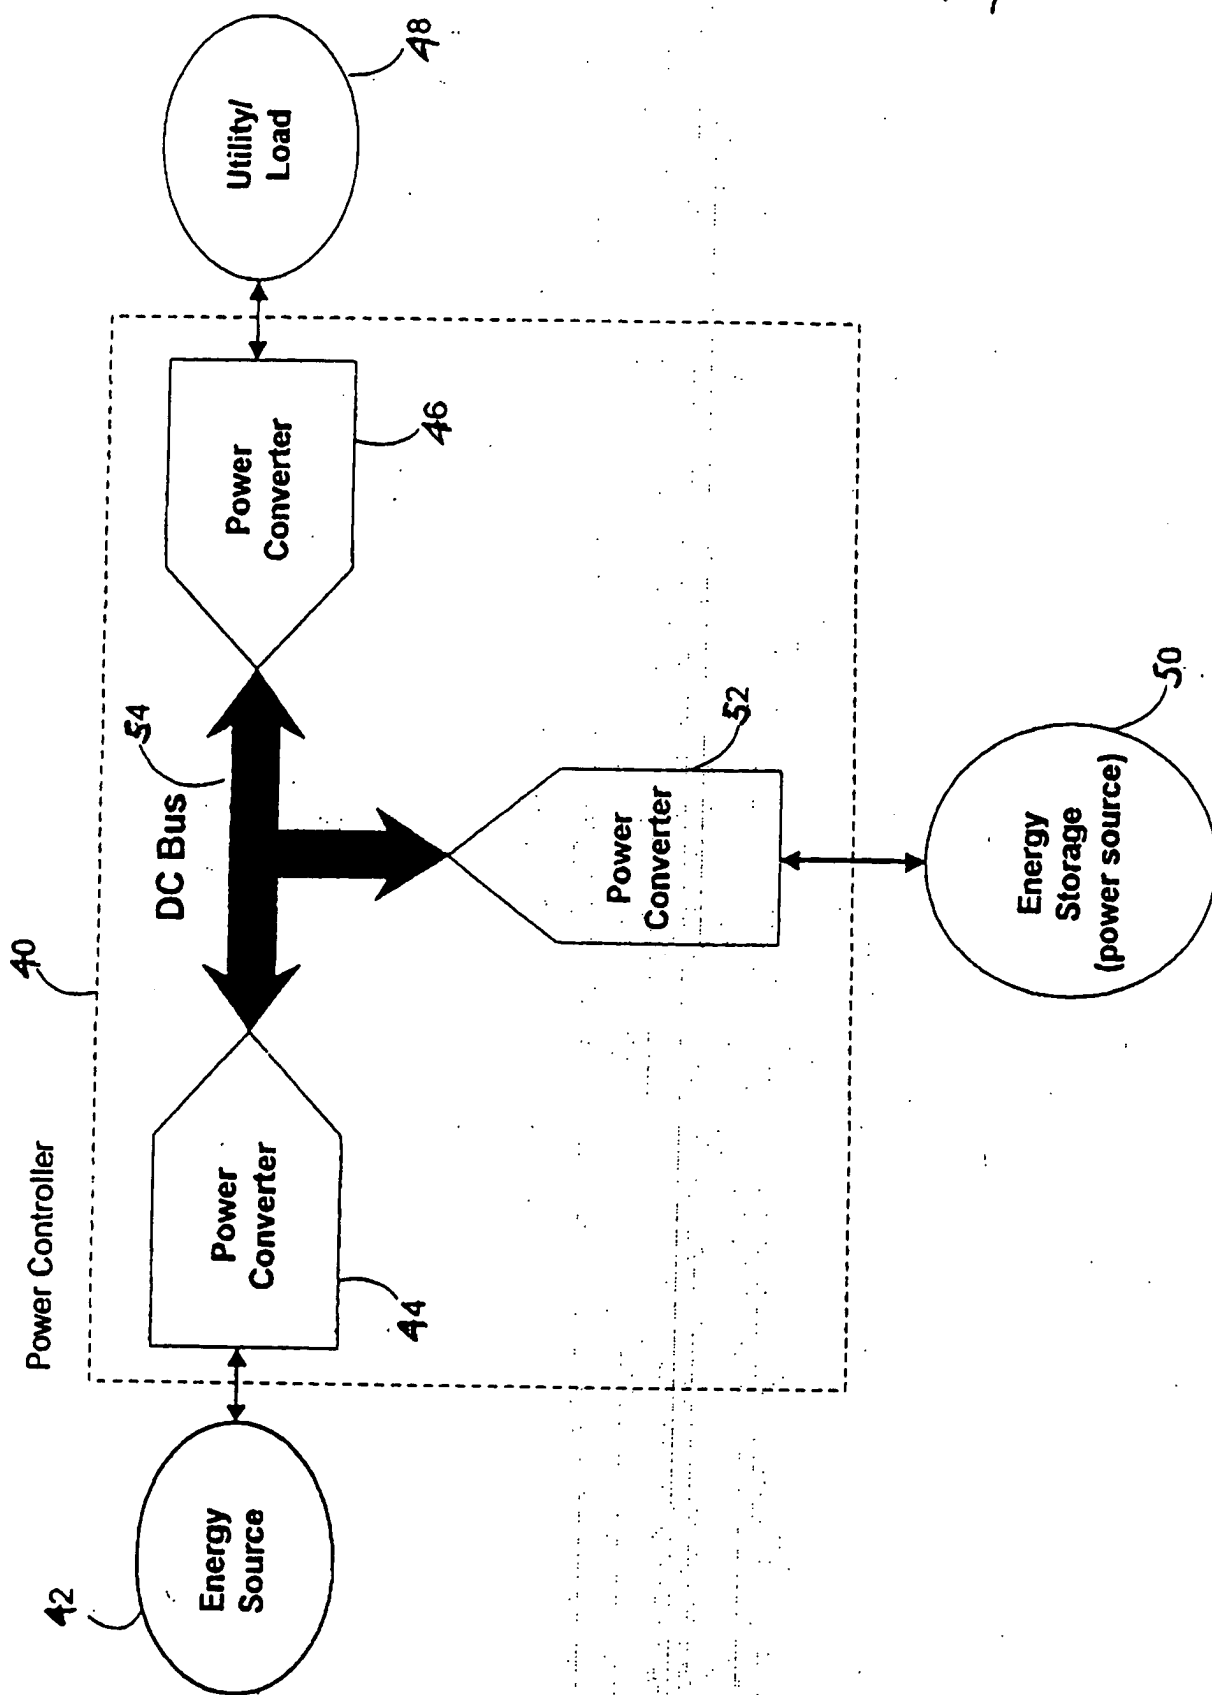 Power Controller
40
42
Energy
Source
44
Power
Converter
DC Bus
54
Power
Converter
46
Utility/
Load
48
Power
Converter
52
Energy
Storage
(power source)
50